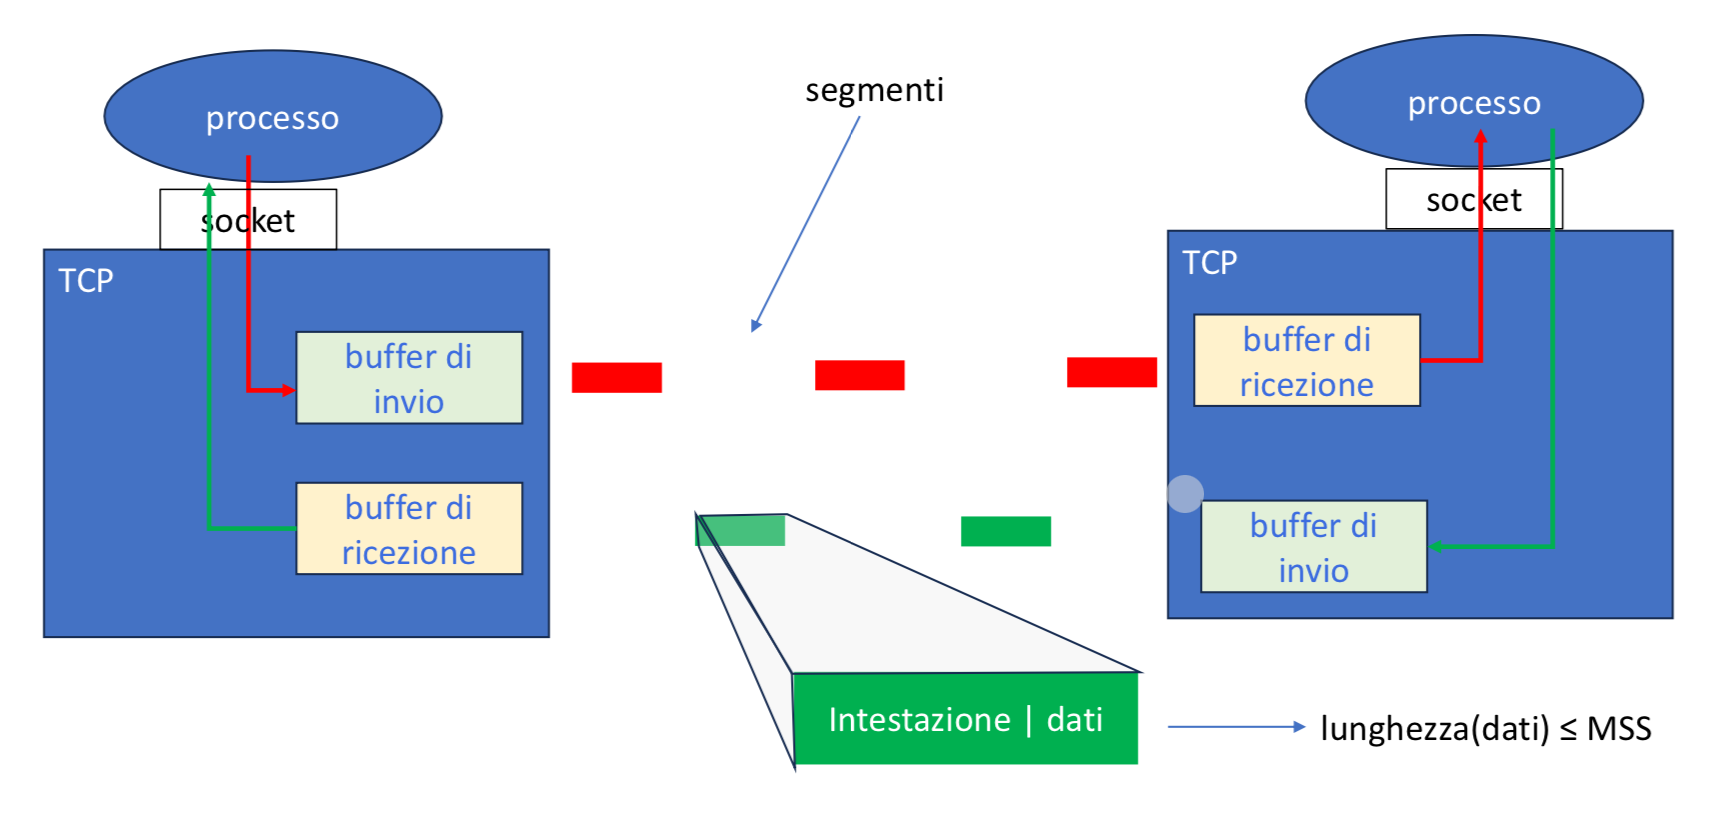 processo
socket
TCP
buffer di
invio
buffer di
ricezione
segmenti
processo
socket
TCP
buffer di
ricezione
buffer di
invio
Intestazione | dati
lunghezza(dati) ≤ MSS